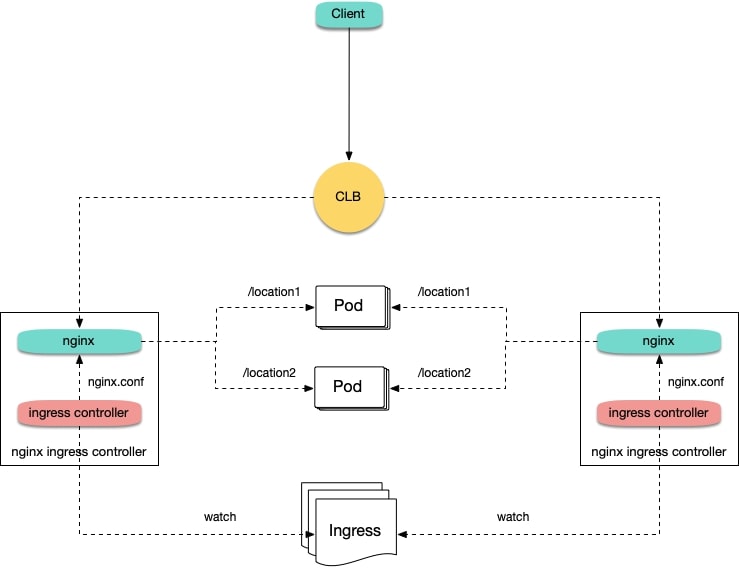 Client
CLB
/location1
/location1
Pod
nginx
nginx
/location2
/location2
Pod
nginx.conf
nginx.conf
ingress controller
ingress controller
nginx ingress controller
nginx ingress controller
watch
watch
Ingress